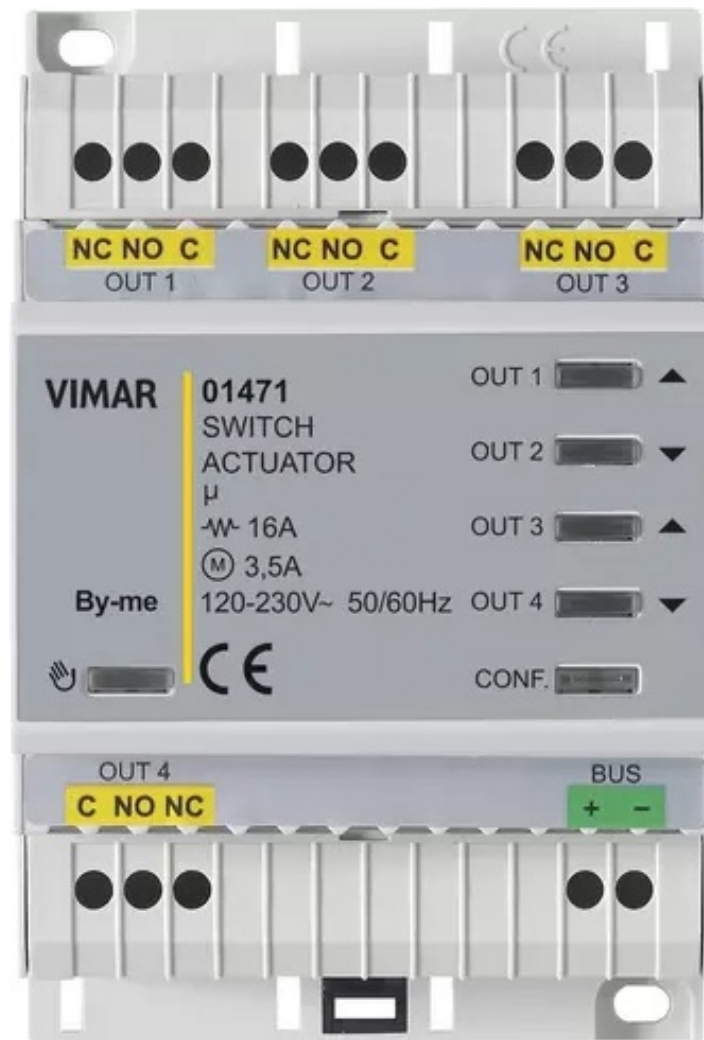 CE
NC NO C NC NO C NC NO C
OUT 1 OUT 2 OUT 3
VIMAR
01471
SWITCH
ACTUATOR
µ
16A
M 3,5A
By-me
120-230V~ 50/60Hz
CE
OUT 1 ▲
OUT 2 ▼
OUT 3 ▲
OUT 4 ▼
CONF.
OUT 4 BUS
C NO NC + −